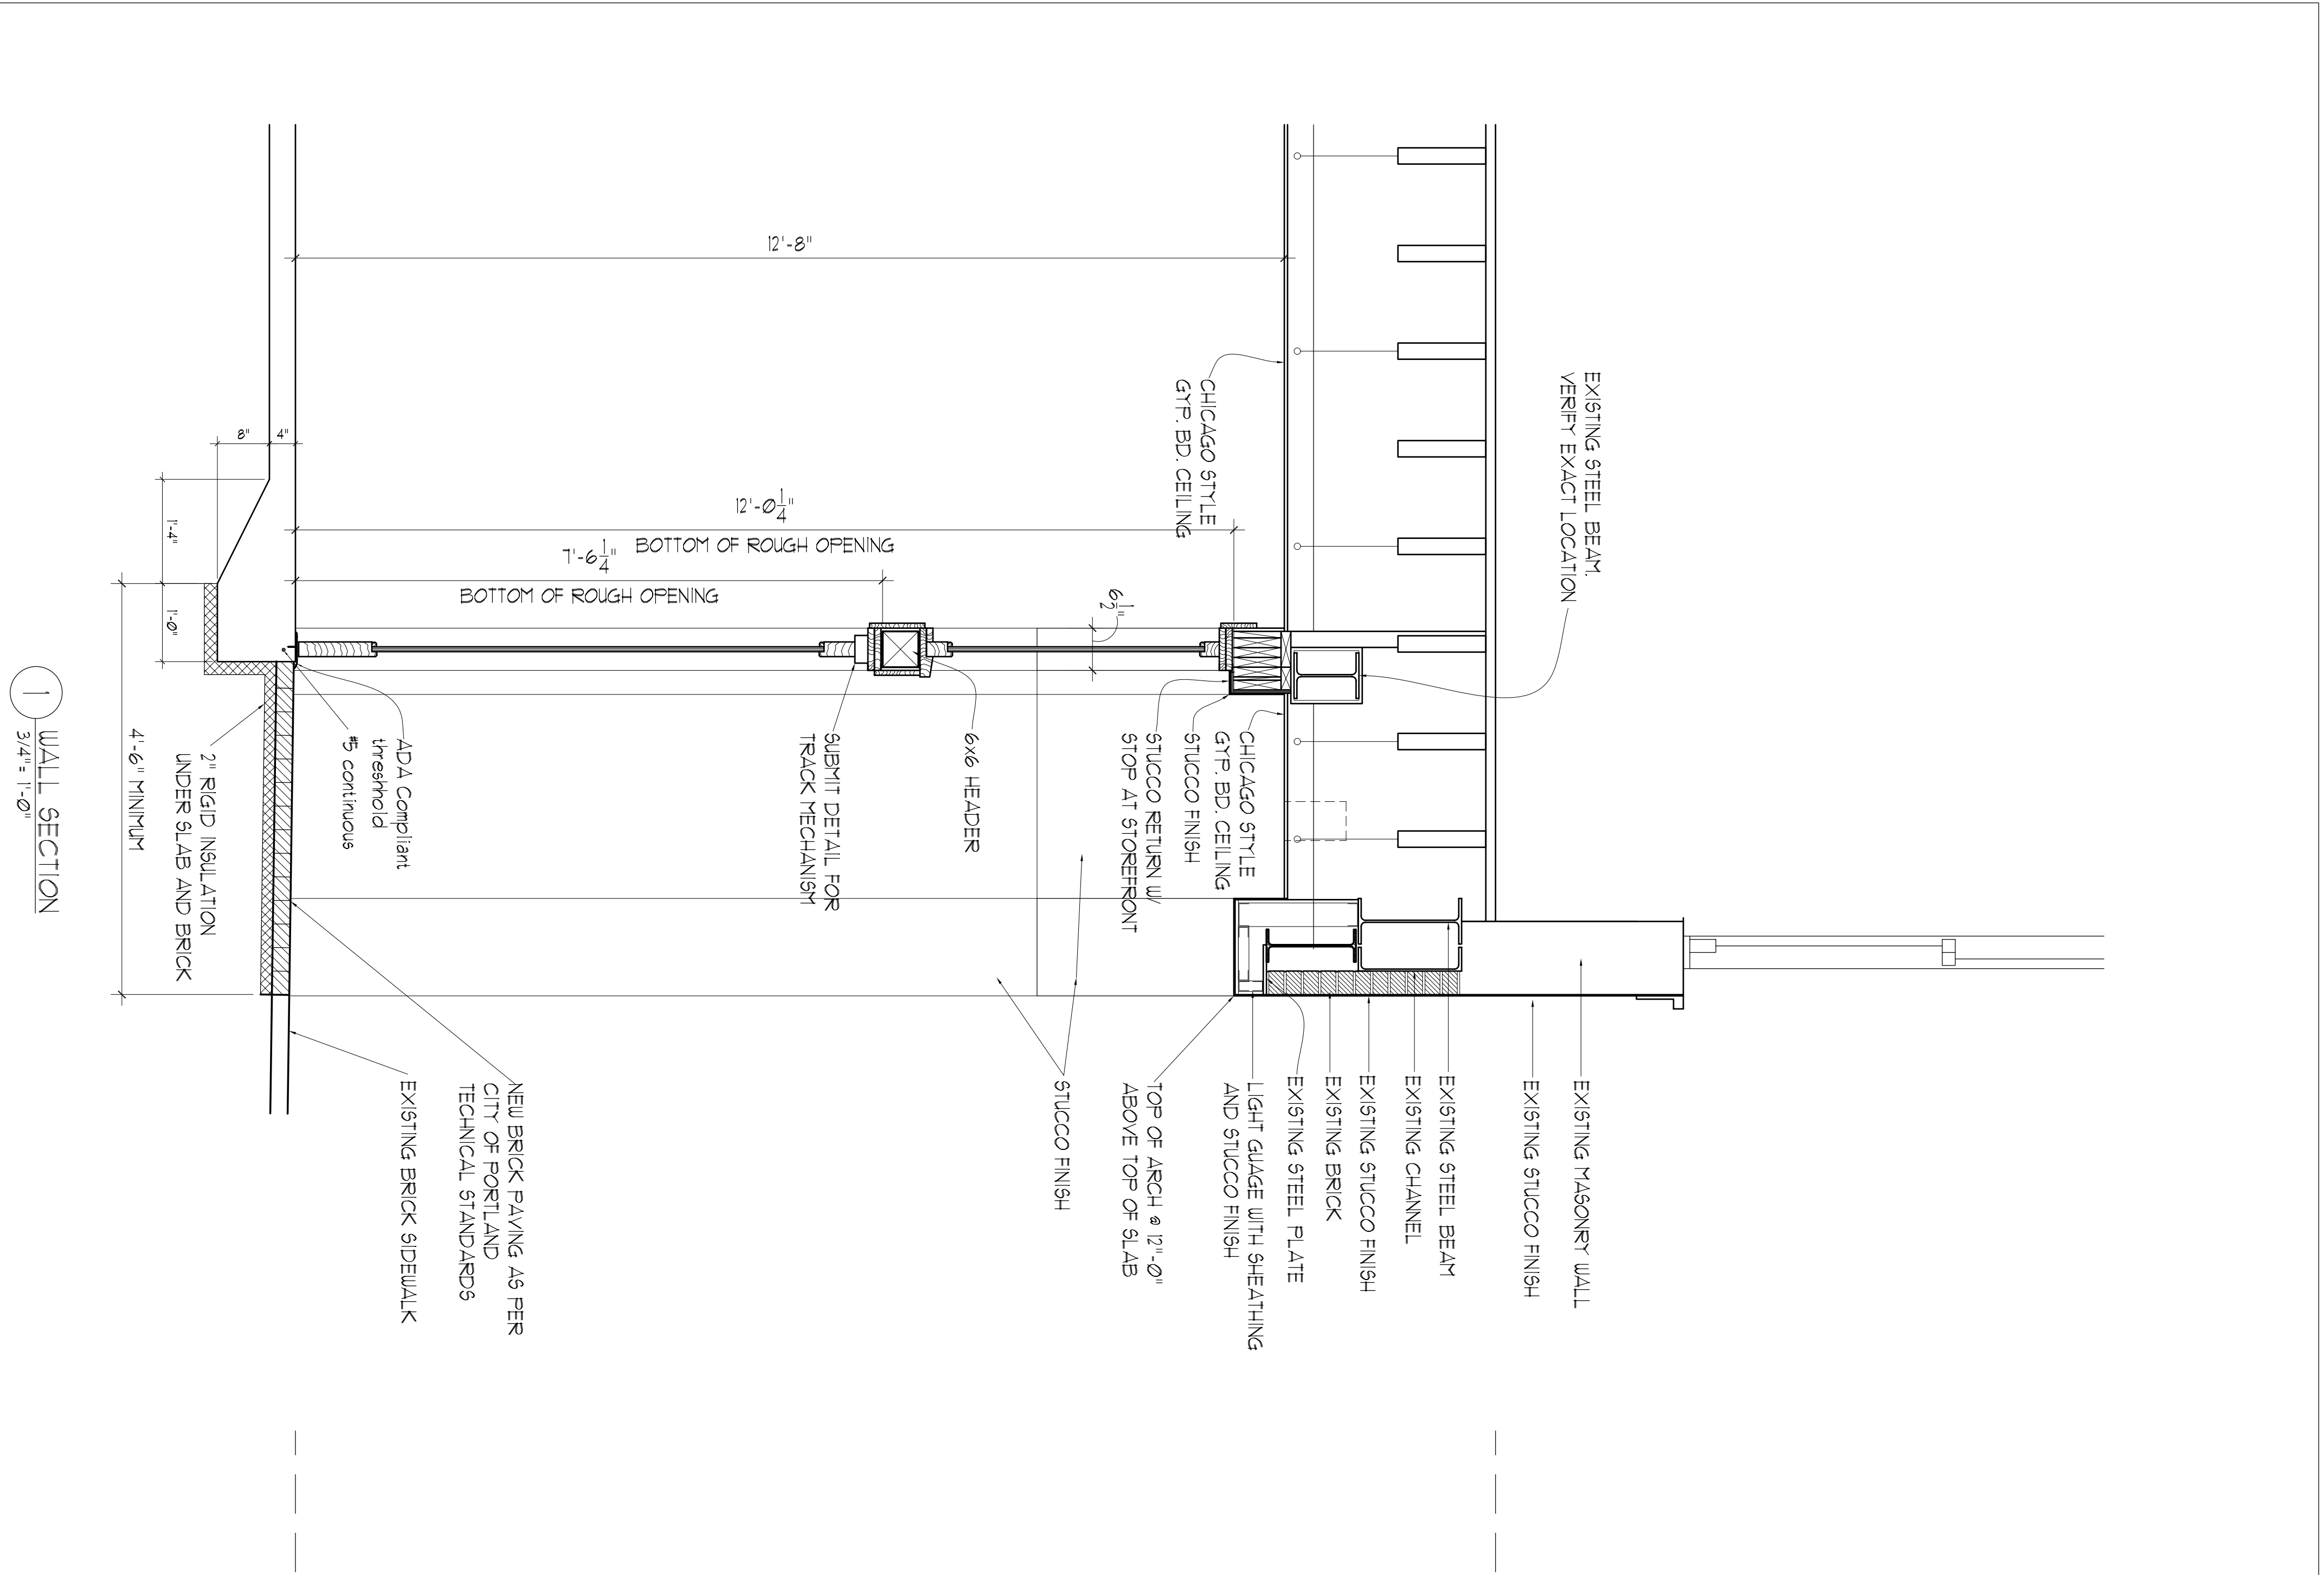 EXISTING STEEL BEAM.
VERIFY EXACT LOCATION
CHICAGO STYLE
GYP. BD. CEILING
12'-8"
12'-0 1/4"
BOTTOM OF ROUGH OPENING
7'-6 1/4"
BOTTOM OF ROUGH OPENING
6 1/2"
8"
4"
1'-4"
1'-0"
EXISTING MASONRY WALL
EXISTING STUCCO FINISH
EXISTING STEEL BEAM
EXISTING CHANNEL
EXISTING STUCCO FINISH
EXISTING BRICK
EXISTING STEEL PLATE
LIGHT GUAGE WITH SHEATHING
AND STUCCO FINISH
TOP OF ARCH @ 12"-0"
ABOVE TOP OF SLAB
CHICAGO STYLE
GYP. BD. CEILING
STUCCO FINISH
STUCCO RETURN W/
STOP AT STOREFRONT
STUCCO FINISH
6x6 HEADER
SUBMIT DETAIL FOR
TRACK MECHANISM
NEW BRICK PAVING AS PER
CITY OF PORTLAND
TECHNICAL STANDARDS
EXISTING BRICK SIDEWALK
ADA Compliant
threshhold
#5 continuous
2" RIGID INSULATION
UNDER SLAB AND BRICK
4'-6" MINIMUM
1
WALL SECTION
3/4" = 1'-0"